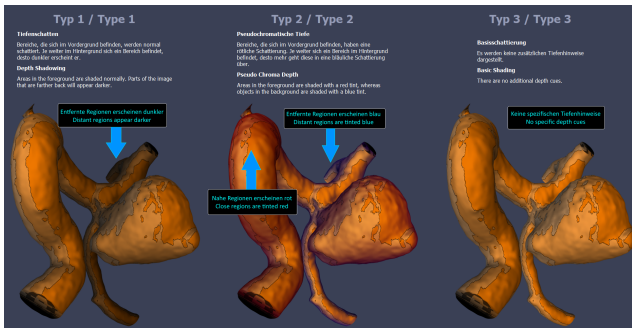 Typ 1 / Type 1
Tiefenschatten
Bereiche, die sich im Vordergrund befinden, werden normal
schattiert. Je weiter im Hintergrund sich ein Bereich befindet,
desto dunkler erscheint er.
Depth Shadowing
Areas in the foreground are shaded normally. Parts of the image
that are farther back will appear darker.
Entfernte Regionen erscheinen dunkler
Distant regions appear darker
Typ 2 / Type 2
Pseudochromatische Tiefe
Bereiche, die sich im Vordergrund befinden, haben eine
rötliche Schattierung. Je weiter sich ein Bereich im Hintergrund
befindet, desto mehr geht diese in eine bläuliche Schattierung
über.
Pseudo Chroma Depth
Areas in the foreground are shaded with a red tint, whereas
objects in the background are shaded with a blue tint.
Entfernte Regionen erscheinen blau
Distant regions are tinted blue
Nahe Regionen erscheinen rot
Close regions are tinted red
Typ 3 / Type 3
Basisschattierung
Es werden keine zusätzlichen Tiefenhinweise
dargestellt.
Basic Shading
There are no additional depth cues.
Keine spezifischen Tiefenhinweise
No specific depth cues